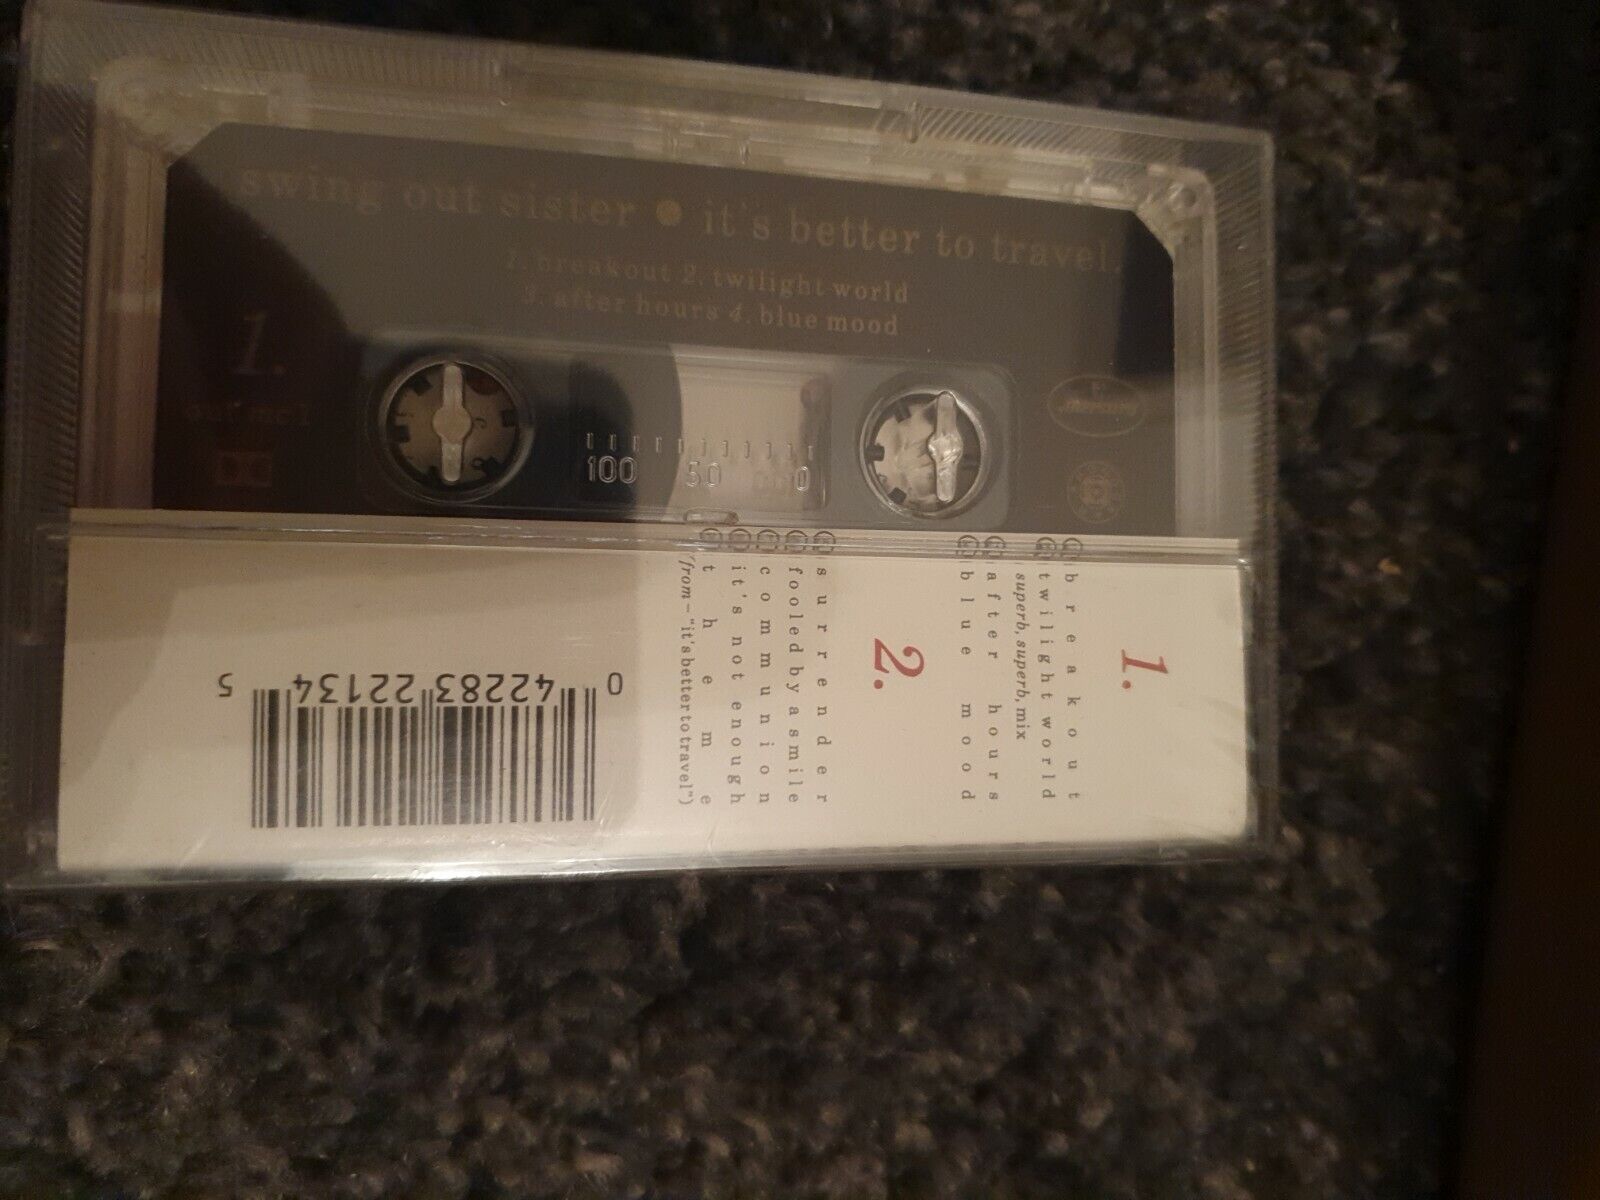 swing out sister ● it's better to travel.
1. breakout 2. twilight world
3. after hours 4. blue mood
1.
mercury
100 50 0
1.
breakout
twilight world
superb, superb, mix
after hours
blue mood
2.
surrender
fooled by a smile
communion
it's not enough
theme
(from – "it's better to travel")
0 42283 22134 5